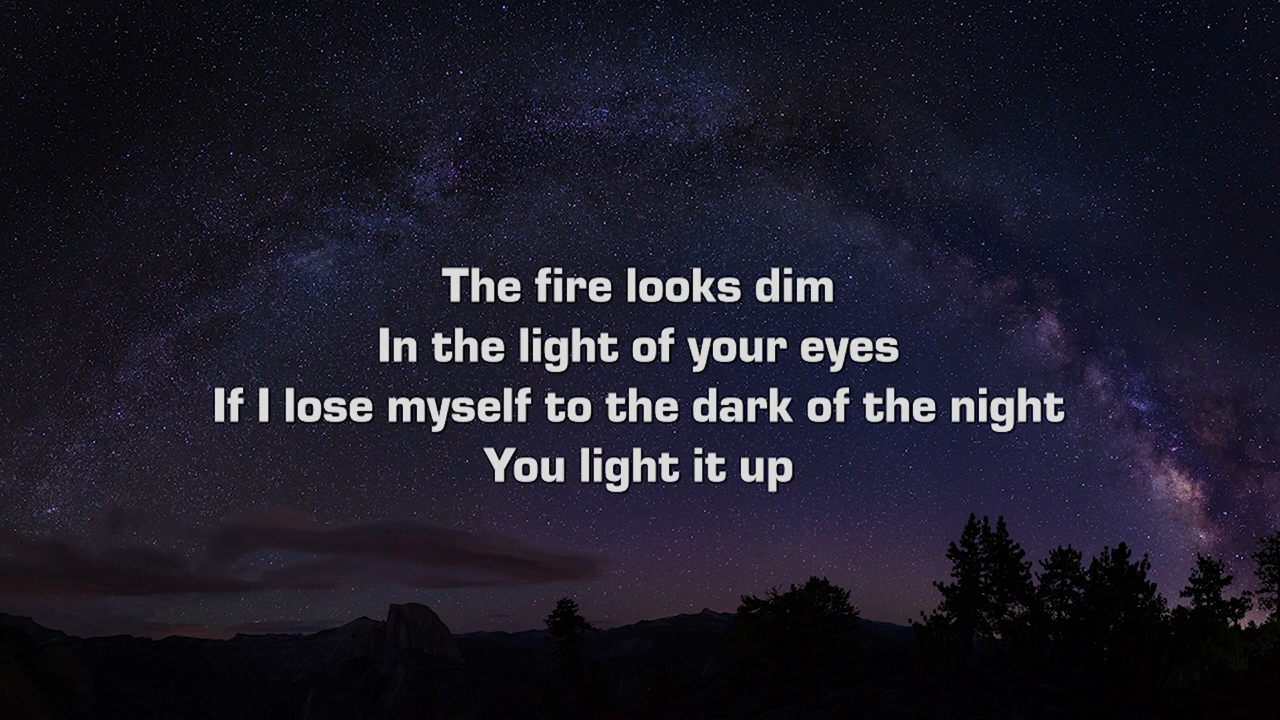 The fire looks dim
In the light of your eyes
If I lose myself to the dark of the night
You light it up